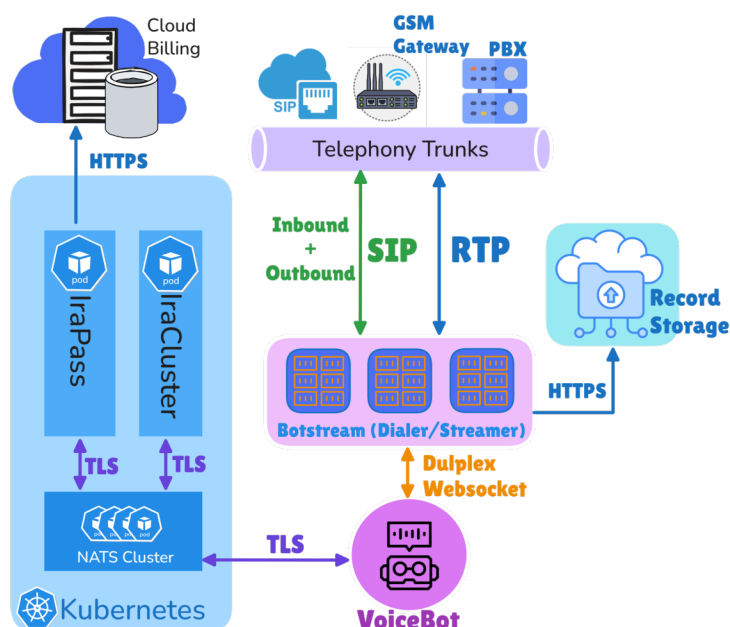 Cloud
Billing
GSM
Gateway
PBX
SIP
Telephony Trunks
HTTPS
Inbound
+
Outbound
SIP
RTP
pod
IraPass
pod
IraCluster
Record
Storage
Botstream (Dialer/Streamer)
HTTPS
TLS
TLS
Dulplex
Websocket
pod
NATS Cluster
TLS
Kubernetes
VoiceBot